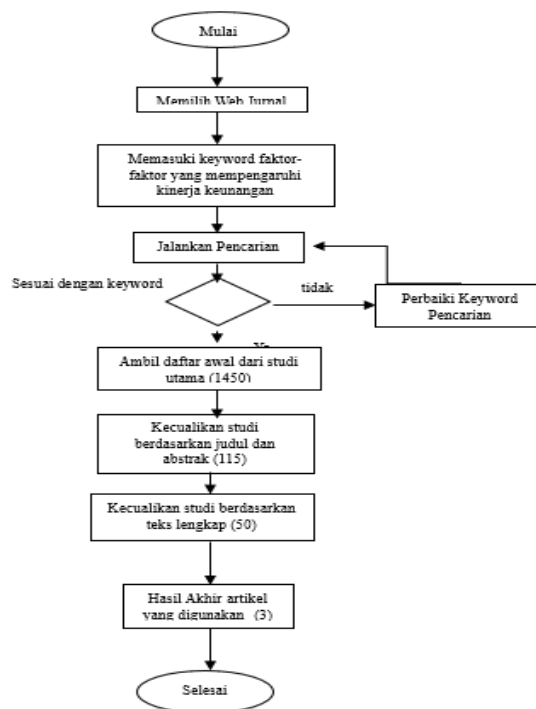 Mulai
Memilih Web Jurnal
Memasuki keyword faktor-
faktor yang mempengaruhi
kinerja keunangan
Jalankan Pencarian
Sesuai dengan keyword
tidak
Perbaiki Keyword
Pencarian
Ambil daftar awal dari studi
utama (1450)
Kecualikan studi
berdasarkan judul dan
abstrak (115)
Kecualikan studi berdasarkan
teks lengkap (50)
Hasil Akhir artikel
yang digunakan (3)
Selesai